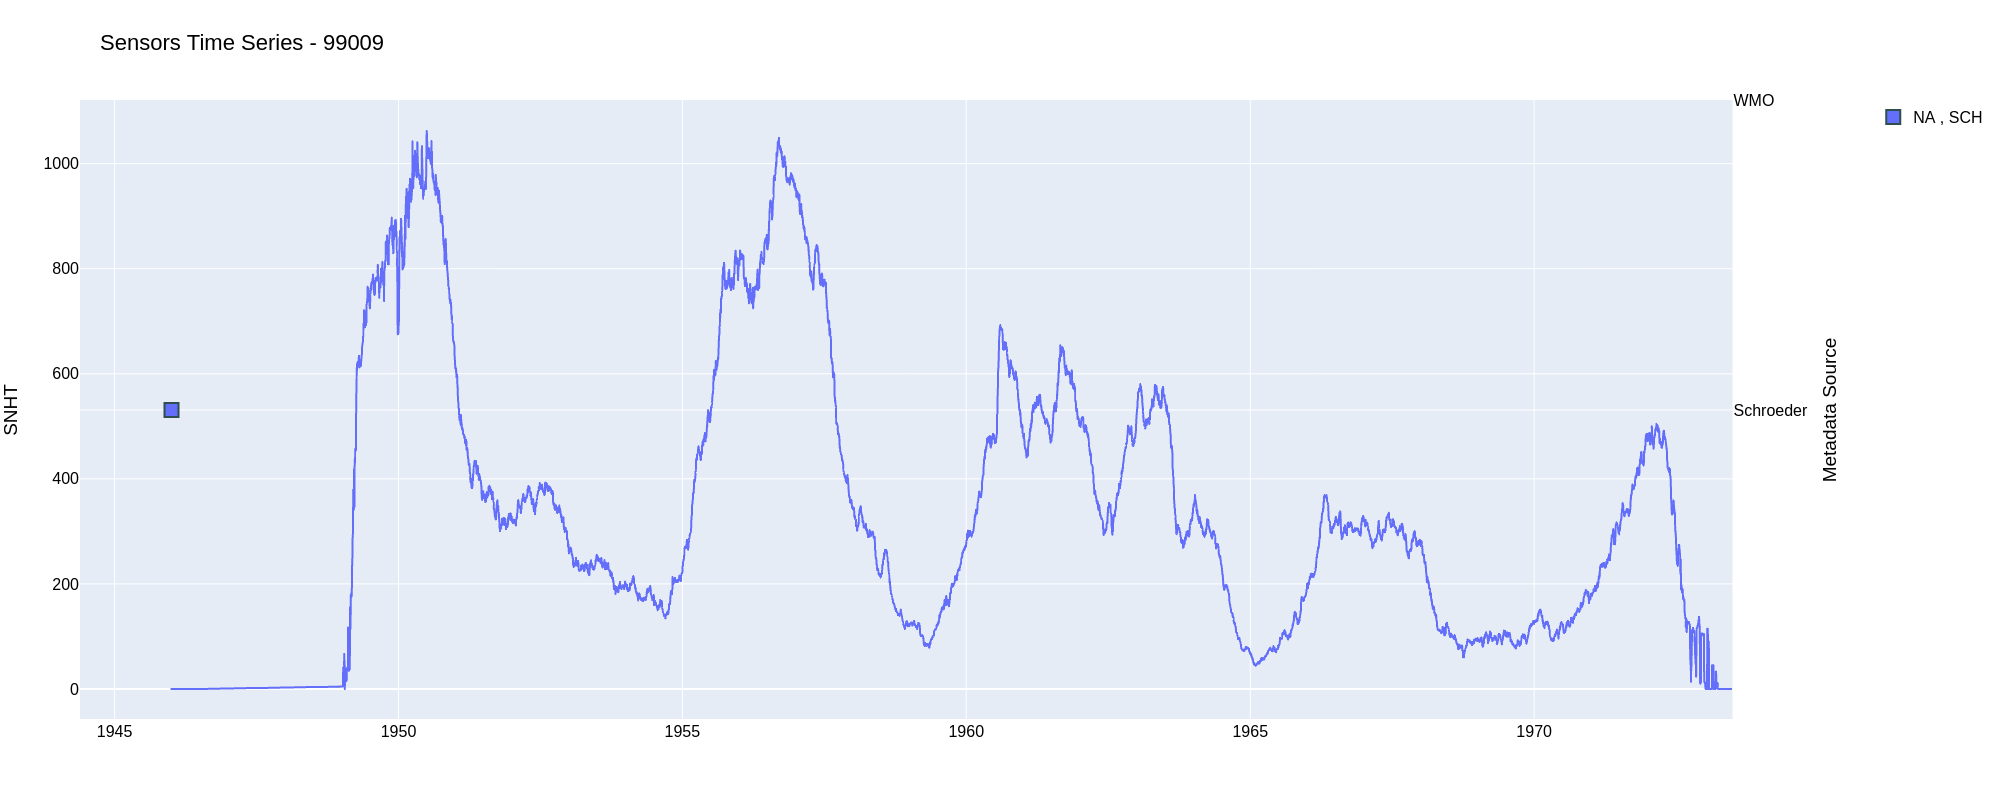 Sensors Time Series - 99009
WMO
NA , SCH
1000
800
600
400
200
0
SNHT
Schroeder
Metadata Source
1945
1950
1955
1960
1965
1970